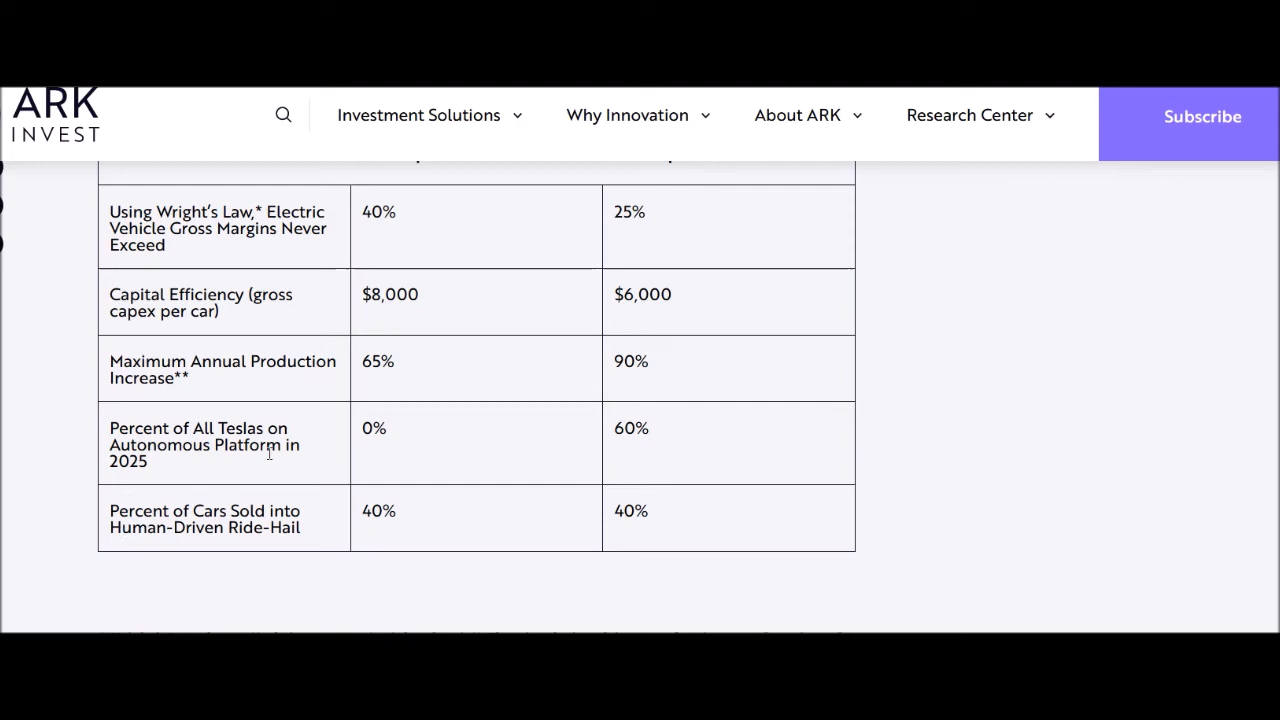 ARK
INVEST
Investment Solutions
Why Innovation
About ARK
Research Center
Subscribe
Using Wright's Law,* Electric
Vehicle Gross Margins Never
Exceed
40%
25%
Capital Efficiency (gross
capex per car)
$8,000
$6,000
Maximum Annual Production
Increase**
65%
90%
Percent of All Teslas on
Autonomous Platform in
2025
0%
60%
Percent of Cars Sold into
Human-Driven Ride-Hail
40%
40%